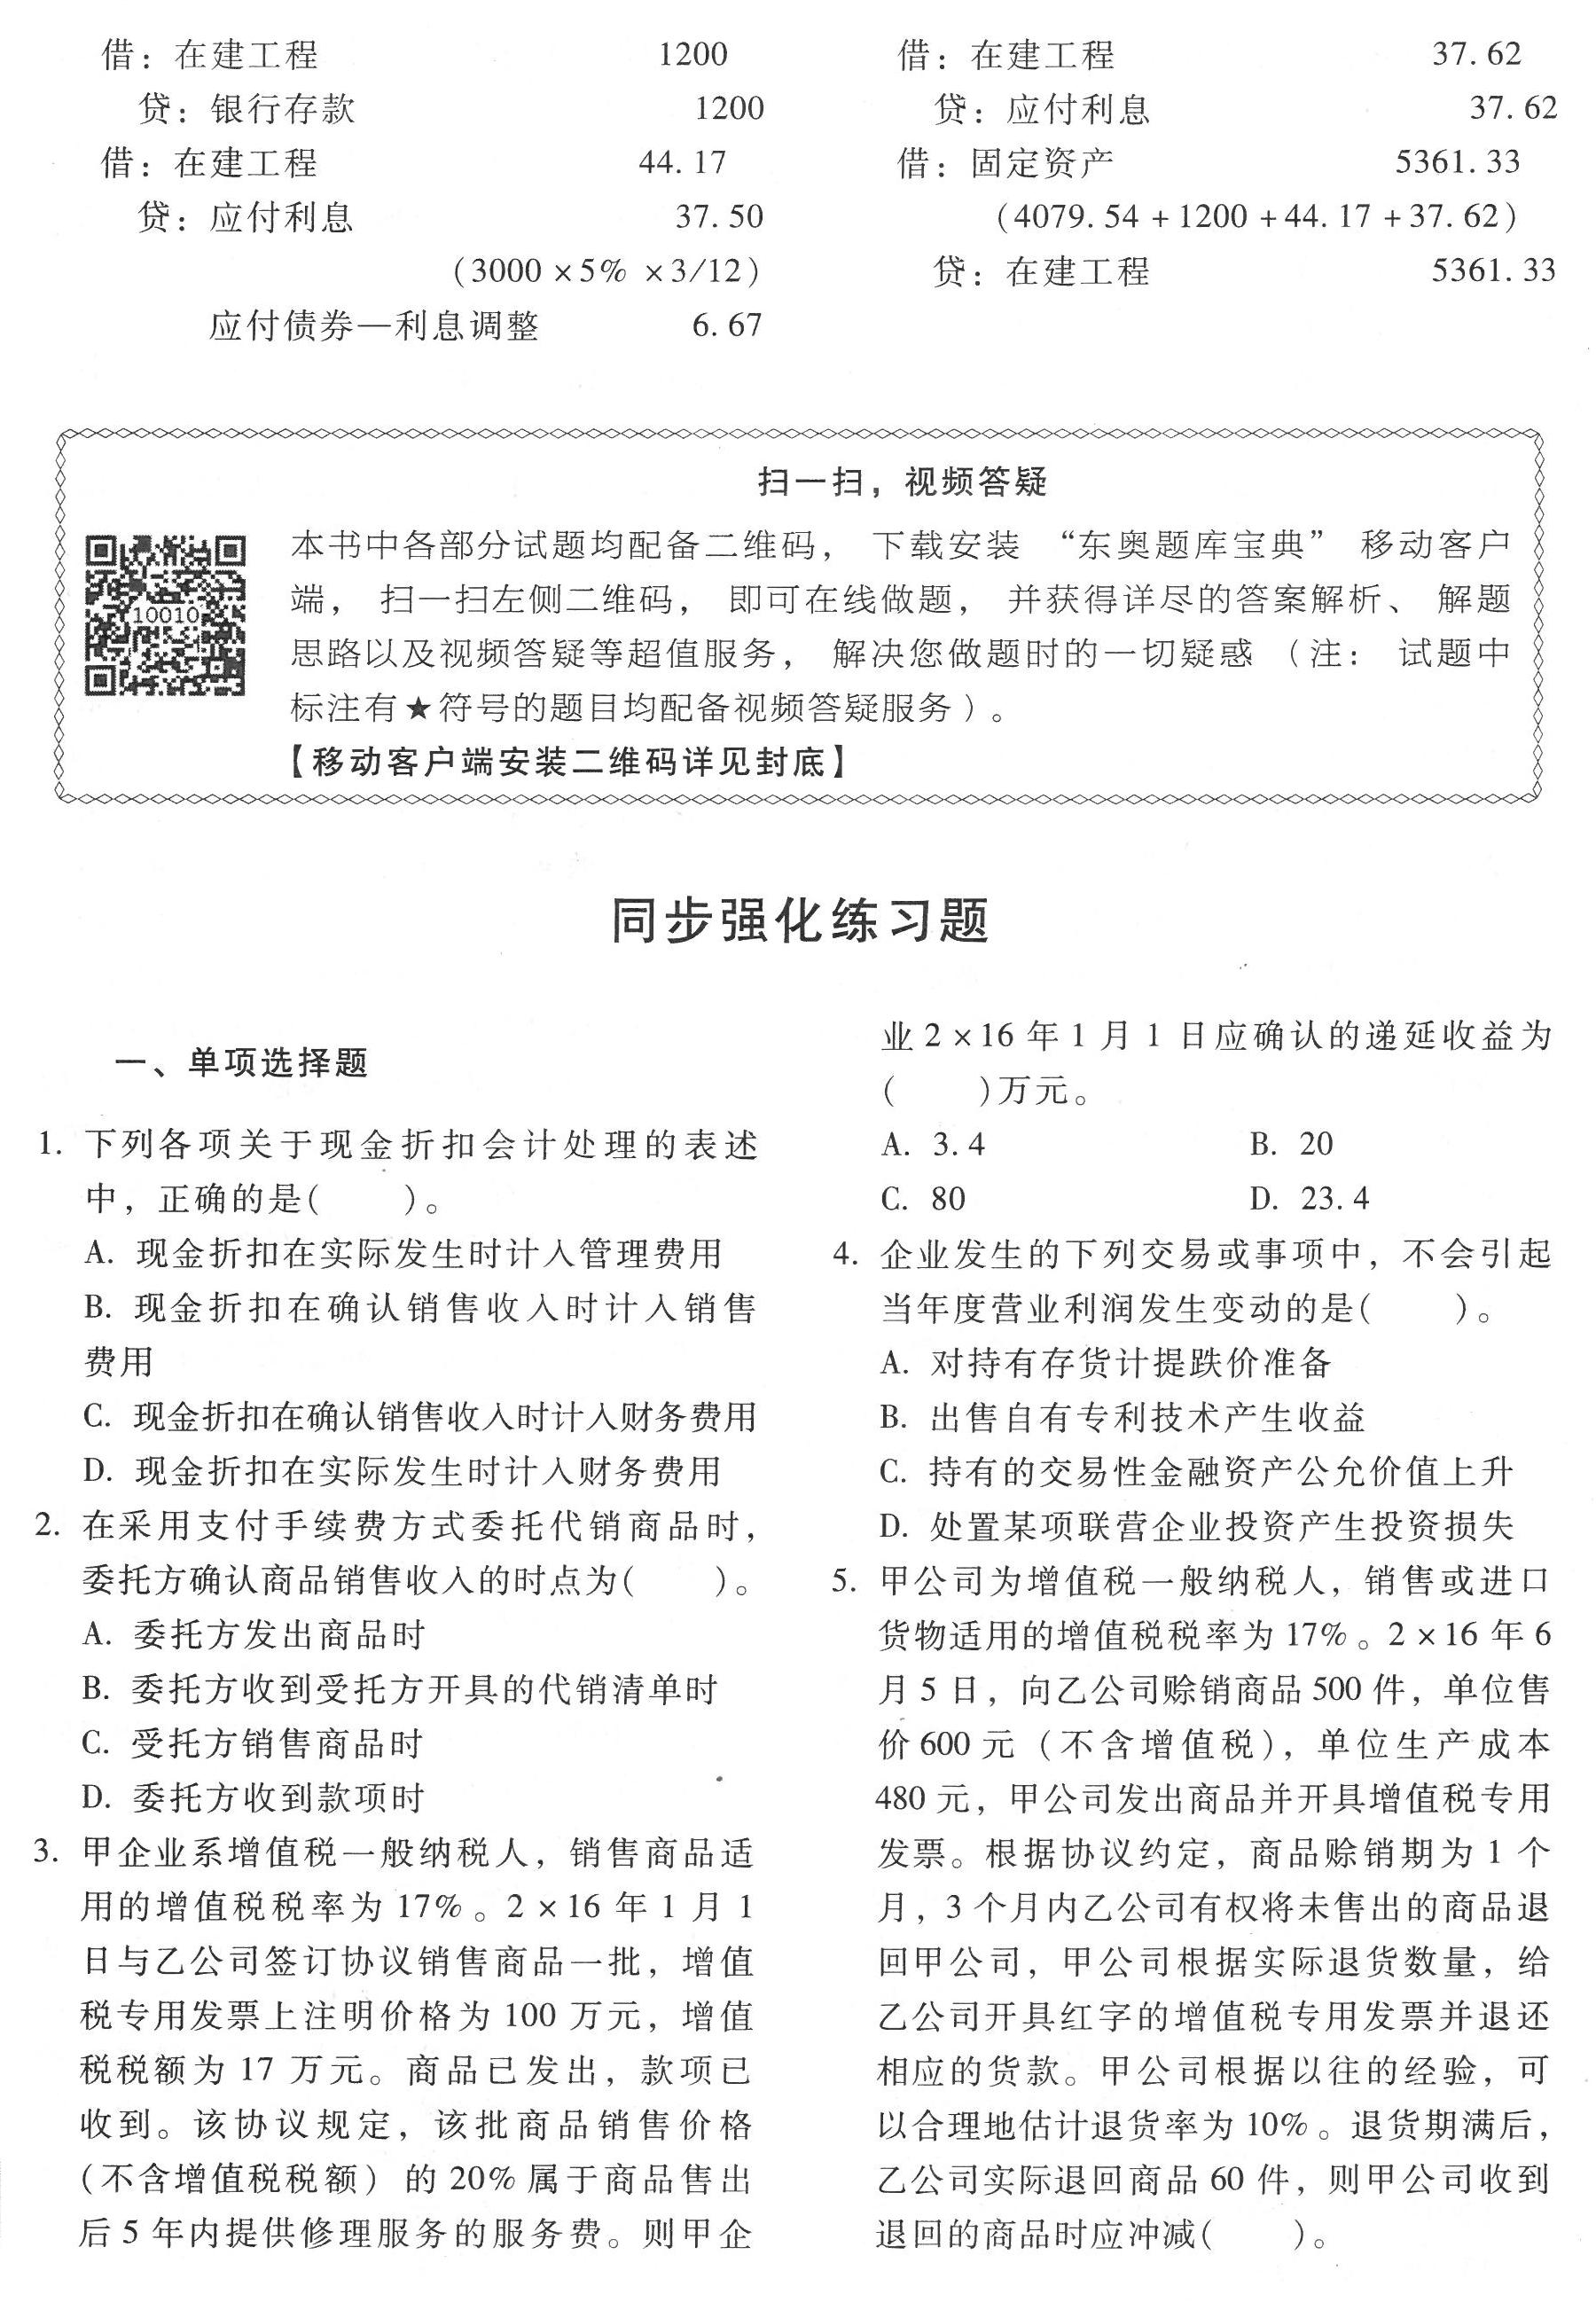 借：在建工程 1200
贷：银行存款 1200
借：在建工程 44.17
贷：应付利息 37.50
(3000×5%×3/12)
应付债券—利息调整 6.67
借：在建工程 37.62
贷：应付利息 37.62
借：固定资产 5361.33
(4079.54+1200+44.17+37.62)
贷：在建工程 5361.33
扫一扫，视频答疑
10010
本书中各部分试题均配备二维码，下载安装“东奥题库宝典”移动客户
端，扫一扫左侧二维码，即可在线做题，并获得详尽的答案解析、解题
思路以及视频答疑等超值服务，解决您做题时的一切疑惑（注：试题中
标注有★符号的题目均配备视频答疑服务）。
【移动客户端安装二维码详见封底】
同步强化练习题
一、单项选择题
1. 下列各项关于现金折扣会计处理的表述
中，正确的是(　　)。
A. 现金折扣在实际发生时计入管理费用
B. 现金折扣在确认销售收入时计入销售
费用
C. 现金折扣在确认销售收入时计入财务费用
D. 现金折扣在实际发生时计入财务费用
2. 在采用支付手续费方式委托代销商品时，
委托方确认商品销售收入的时点为(　　)。
A. 委托方发出商品时
B. 委托方收到受托方开具的代销清单时
C. 受托方销售商品时
D. 委托方收到款项时
3. 甲企业系增值税一般纳税人，销售商品适
用的增值税税率为17%。2×16年1月1
日与乙公司签订协议销售商品一批，增值
税专用发票上注明价格为100万元，增值
税税额为17万元。商品已发出，款项已
收到。该协议规定，该批商品销售价格
(不含增值税税额）的20%属于商品售出
后5年内提供修理服务的服务费。则甲企
业2×16年1月1日应确认的递延收益为
(　　)万元。
A. 3.4 B. 20
C. 80 D. 23.4
4. 企业发生的下列交易或事项中，不会引起
当年度营业利润发生变动的是(　　)。
A. 对持有存货计提跌价准备
B. 出售自有专利技术产生收益
C. 持有的交易性金融资产公允价值上升
D. 处置某项联营企业投资产生投资损失
5. 甲公司为增值税一般纳税人，销售或进口
货物适用的增值税税率为17%。2×16年6
月5日，向乙公司赊销商品500件，单位售
价600元（不含增值税)，单位生产成本
480元，甲公司发出商品并开具增值税专用
发票。根据协议约定，商品赊销期为1个
月，3个月内乙公司有权将未售出的商品退
回甲公司，甲公司根据实际退货数量，给
乙公司开具红字的增值税专用发票并退还
相应的货款。甲公司根据以往的经验，可
以合理地估计退货率为10%。退货期满后，
乙公司实际退回商品60件，则甲公司收到
退回的商品时应冲减(　　)。